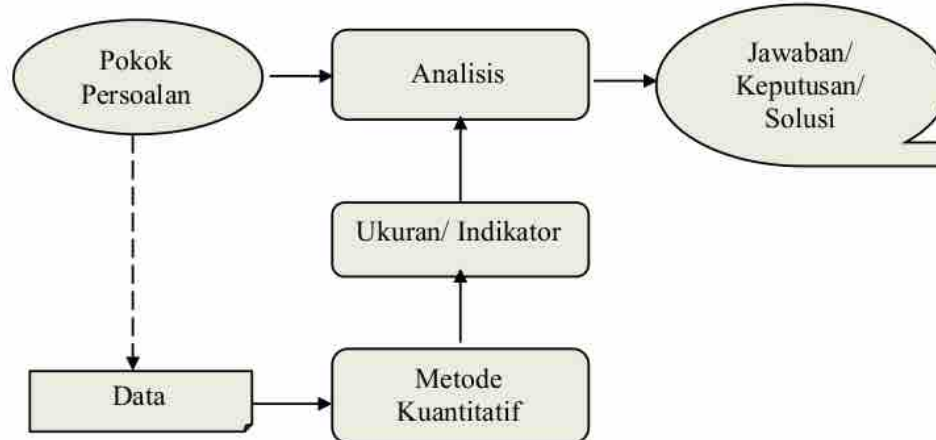 Pokok
Persoalan
Analisis
Jawaban/
Keputusan/
Solusi
Ukuran/ Indikator
Data
Metode
Kuantitatif